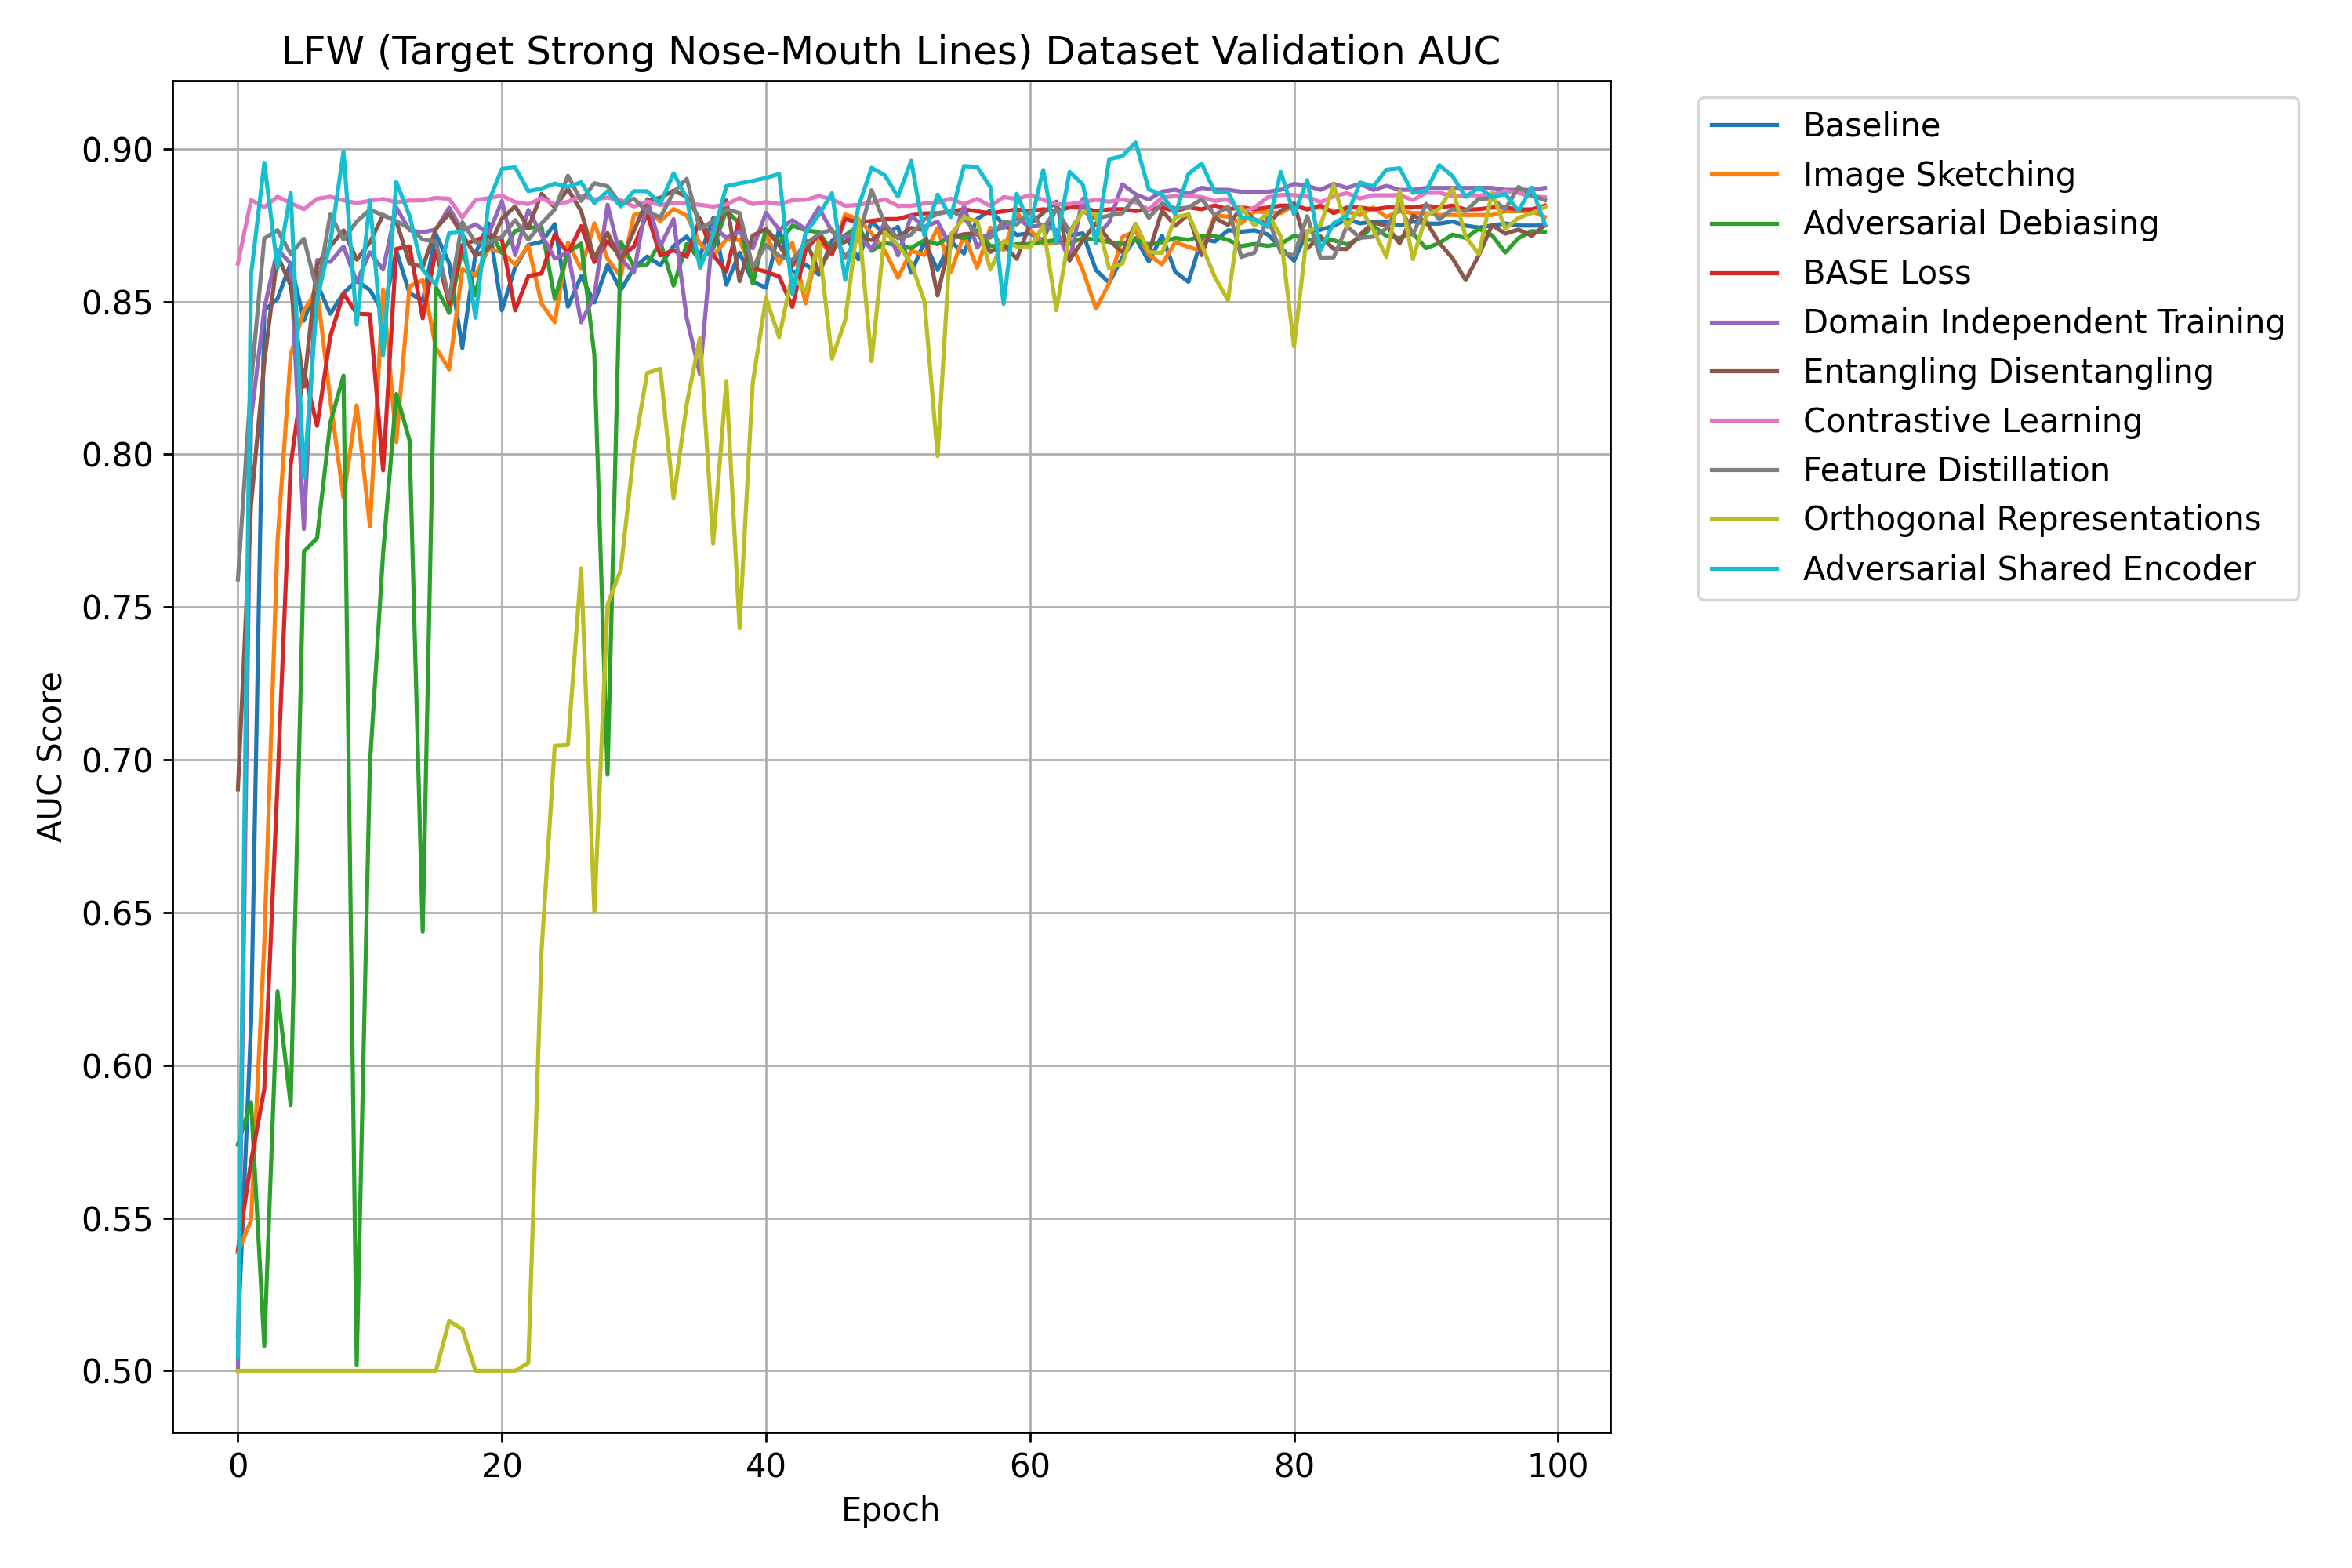 LFW (Target Strong Nose-Mouth Lines) Dataset Validation AUC
0.90
0.85
0.80
0.75
0.70
0.65
0.60
0.55
0.50
AUC Score
0
20
40
60
80
100
Epoch
Baseline
Image Sketching
Adversarial Debiasing
BASE Loss
Domain Independent Training
Entangling Disentangling
Contrastive Learning
Feature Distillation
Orthogonal Representations
Adversarial Shared Encoder